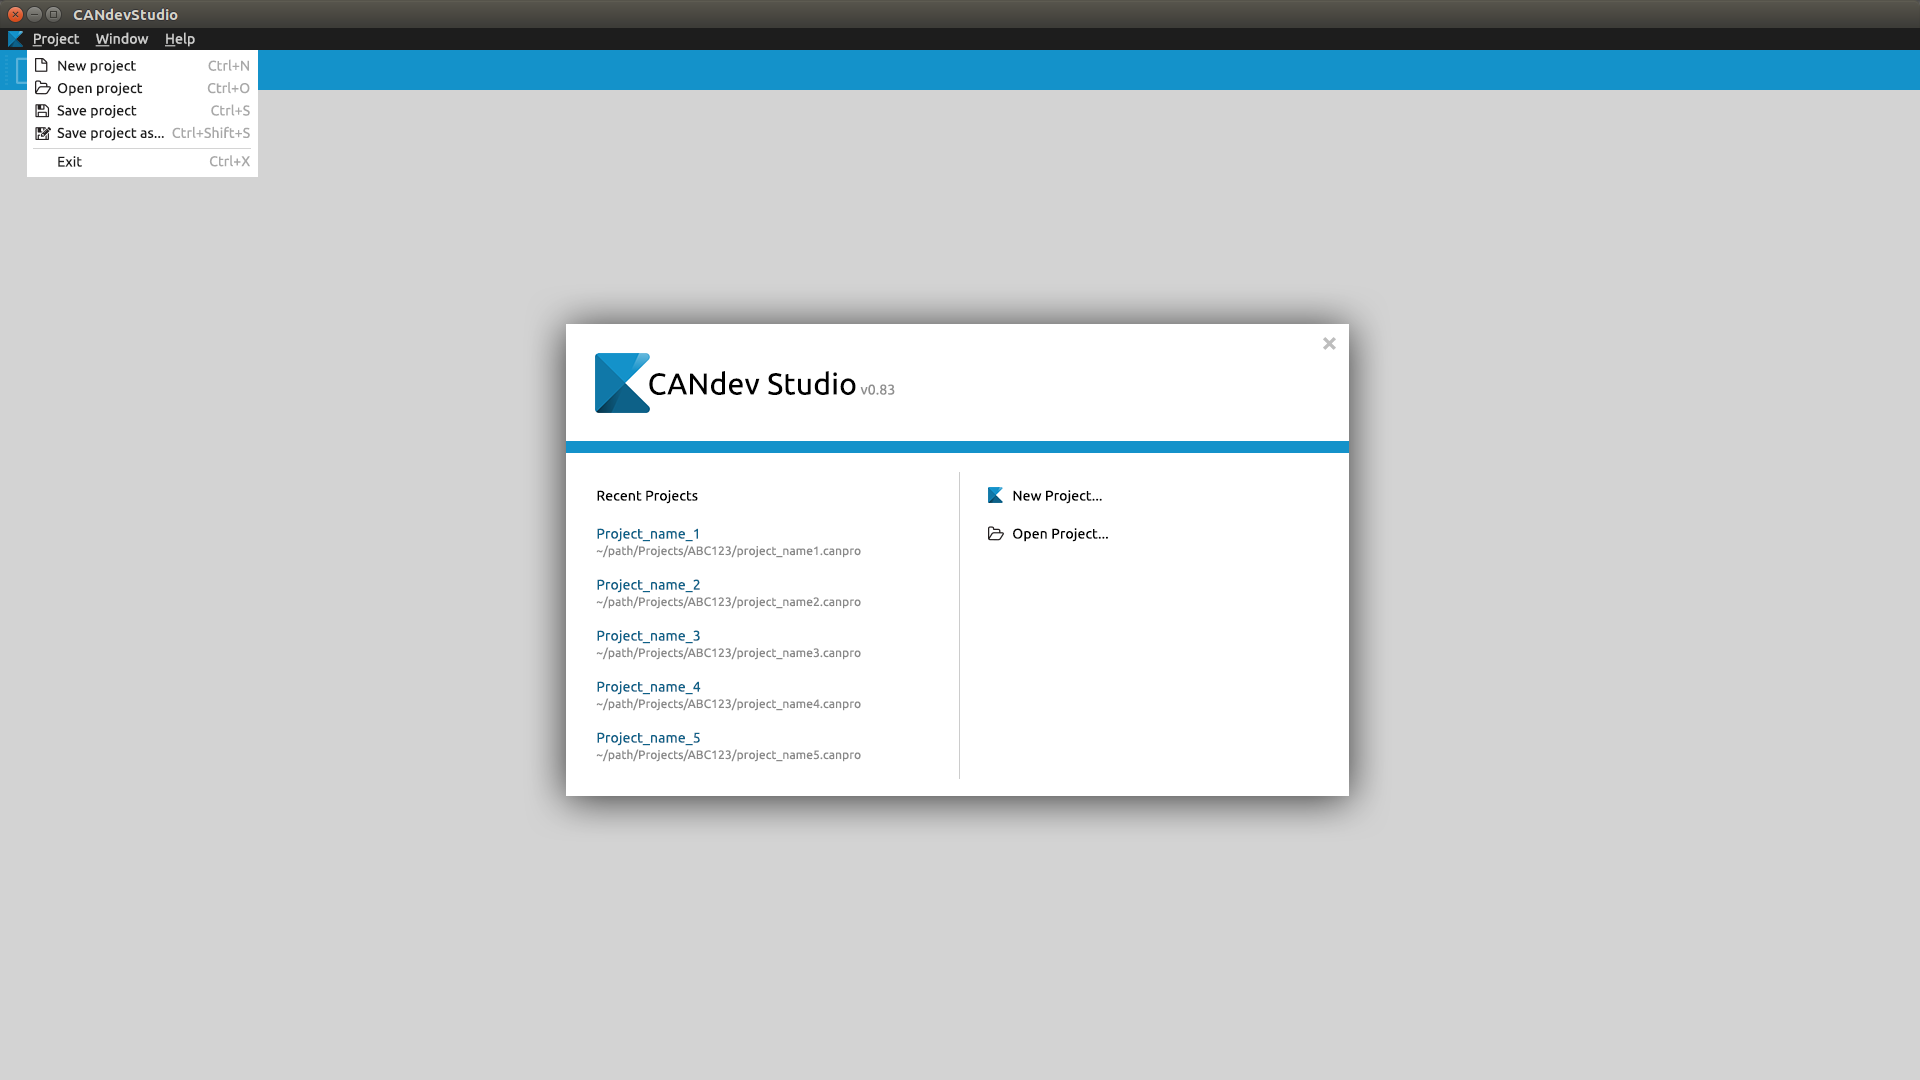 CANdevStudio
Project Window Help
New project Ctrl+N
Open project Ctrl+O
Save project Ctrl+S
Save project as... Ctrl+Shift+S
Exit Ctrl+X
CANdev Studio v0.83
Recent Projects
Project_name_1
~/path/Projects/ABC123/project_name1.canpro
Project_name_2
~/path/Projects/ABC123/project_name2.canpro
Project_name_3
~/path/Projects/ABC123/project_name3.canpro
Project_name_4
~/path/Projects/ABC123/project_name4.canpro
Project_name_5
~/path/Projects/ABC123/project_name5.canpro
New Project...
Open Project...